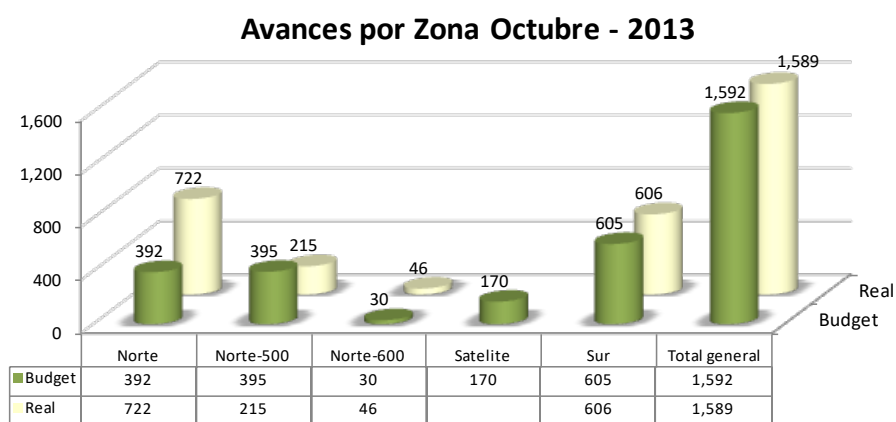 Avances por Zona Octubre - 2013
1,589
1,592
1,600
1,200
722
606
800
605
392
395
215
400
46
170
30
Real
0
Budget
Norte Norte-500 Norte-600 Satelite Sur Total general
Budget 392 395 30 170 605 1,592
Real 722 215 46 606 1,589